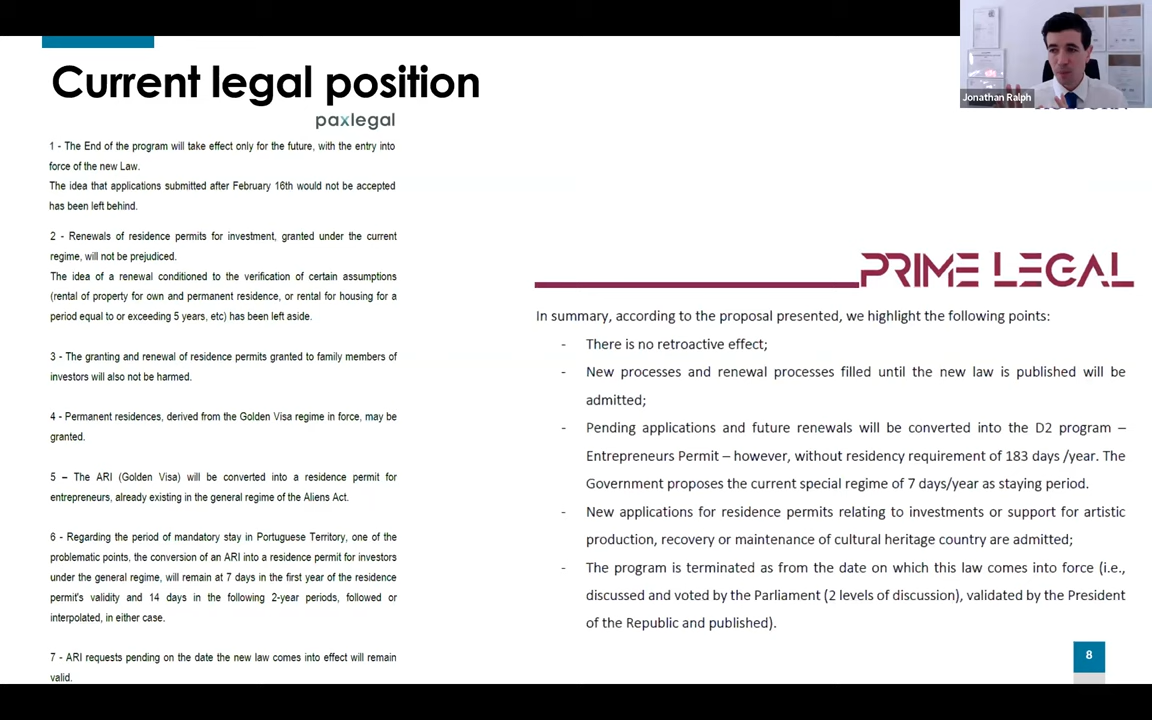 Current legal position
paxlegal
1 - The End of the program will take effect only for the future, with the entry into
force of the new Law.
The idea that applications submitted after February 16th would not be accepted
has been left behind.
2 - Renewals of residence permits for investment, granted under the current
regime, will not be prejudiced.
The idea of a renewal conditioned to the verification of certain assumptions
(rental of property for own and permanent residence, or rental for housing for a
period equal to or exceeding 5 years, etc) has been left aside.
3 - The granting and renewal of residence permits granted to family members of
investors will also not be harmed.
4 - Permanent residences, derived from the Golden Visa regime in force, may be
granted.
5 – The ARI (Golden Visa) will be converted into a residence permit for
entrepreneurs, already existing in the general regime of the Aliens Act.
6 - Regarding the period of mandatory stay in Portuguese Territory, one of the
problematic points, the conversion of an ARI into a residence permit for investors
under the general regime, will remain at 7 days in the first year of the residence
permit's validity and 14 days in the following 2-year periods, followed or
interpolated, in either case.
7 - ARI requests pending on the date the new law comes into effect will remain
valid.
Jonathan Ralph
PRIME LEGAL
In summary, according to the proposal presented, we highlight the following points:
- There is no retroactive effect;
- New processes and renewal processes filled until the new law is published will be
admitted;
- Pending applications and future renewals will be converted into the D2 program –
Entrepreneurs Permit – however, without residency requirement of 183 days /year. The
Government proposes the current special regime of 7 days/year as staying period.
- New applications for residence permits relating to investments or support for artistic
production, recovery or maintenance of cultural heritage country are admitted;
- The program is terminated as from the date on which this law comes into force (i.e.,
discussed and voted by the Parliament (2 levels of discussion), validated by the President
of the Republic and published).
8